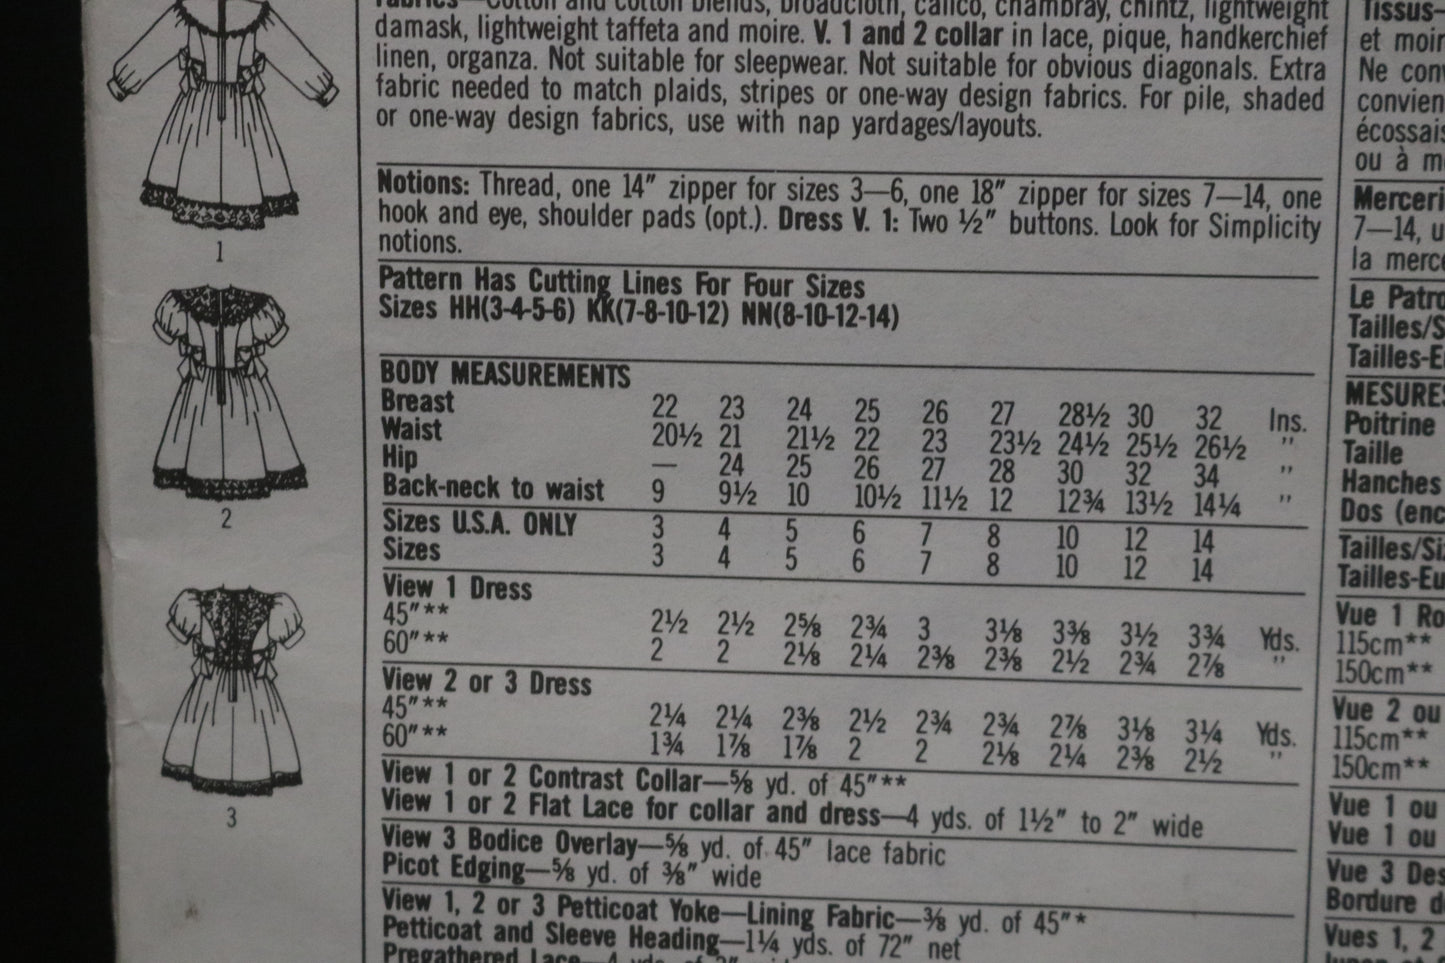 Fabrics—Cotton and cotton blends, broadcloth, calico, chambray, chintz, lightweight
damask, lightweight taffeta and moire. V. 1 and 2 collar in lace, pique, handkerchief
linen, organza. Not suitable for sleepwear. Not suitable for obvious diagonals. Extra
fabric needed to match plaids, stripes or one-way design fabrics. For pile, shaded
or one-way design fabrics, use with nap yardages/layouts.
Notions: Thread, one 14″ zipper for sizes 3—6, one 18″ zipper for sizes 7—14, one
hook and eye, shoulder pads (opt.). Dress V. 1: Two ½″ buttons. Look for Simplicity
notions.
Pattern Has Cutting Lines For Four Sizes
Sizes HH(3-4-5-6) KK(7-8-10-12) NN(8-10-12-14)
BODY MEASUREMENTS
Breast 22 23 24 25 26 27 28½ 30 32 Ins.
Waist 20½ 21 21½ 22 23 23½ 24½ 25½ 26½ ″
Hip — 24 25 26 27 28 30 32 34 ″
Back-neck to waist 9 9½ 10 10½ 11½ 12 12¾ 13½ 14¼ ″
Sizes U.S.A. ONLY 3 4 5 6 7 8 10 12 14
Sizes 3 4 5 6 7 8 10 12 14
View 1 Dress
45″** 2½ 2½ 2⅝ 2¾ 3 3⅛ 3⅜ 3½ 3¾ Yds.
60″** 2 2 2⅛ 2¼ 2⅜ 2⅜ 2½ 2¾ 2⅞ ″
View 2 or 3 Dress
45″** 2¼ 2¼ 2⅜ 2½ 2¾ 2¾ 2⅞ 3⅛ 3¼ Yds.
60″** 1¾ 1⅞ 1⅞ 2 2 2⅛ 2¼ 2⅜ 2½ ″
View 1 or 2 Contrast Collar—⅝ yd. of 45″**
View 1 or 2 Flat Lace for collar and dress—4 yds. of 1½″ to 2″ wide
View 3 Bodice Overlay—⅝ yd. of 45″ lace fabric
Picot Edging—⅝ yd. of ⅜″ wide
View 1, 2 or 3 Petticoat Yoke—Lining Fabric—⅜ yd. of 45″*
Petticoat and Sleeve Heading—1¼ yds. of 72″ net
Pregathered Lace—4 yds. of
1
2
3
Tissus—
et moir
Ne conv
convien
écossais
ou à m
Merceri
7—14, u
la merce
Le Patro
Tailles/S
Tailles-E
MESURES
Poitrine
Taille
Hanches
Dos (enc
Tailles/Si
Tailles-Eu
Vue 1 Ro
115cm**
150cm**
Vue 2 ou
115cm**
150cm**
Vue 1 ou
Vue 1 ou
Vue 3 Des
Bordure d
Vues 1, 2